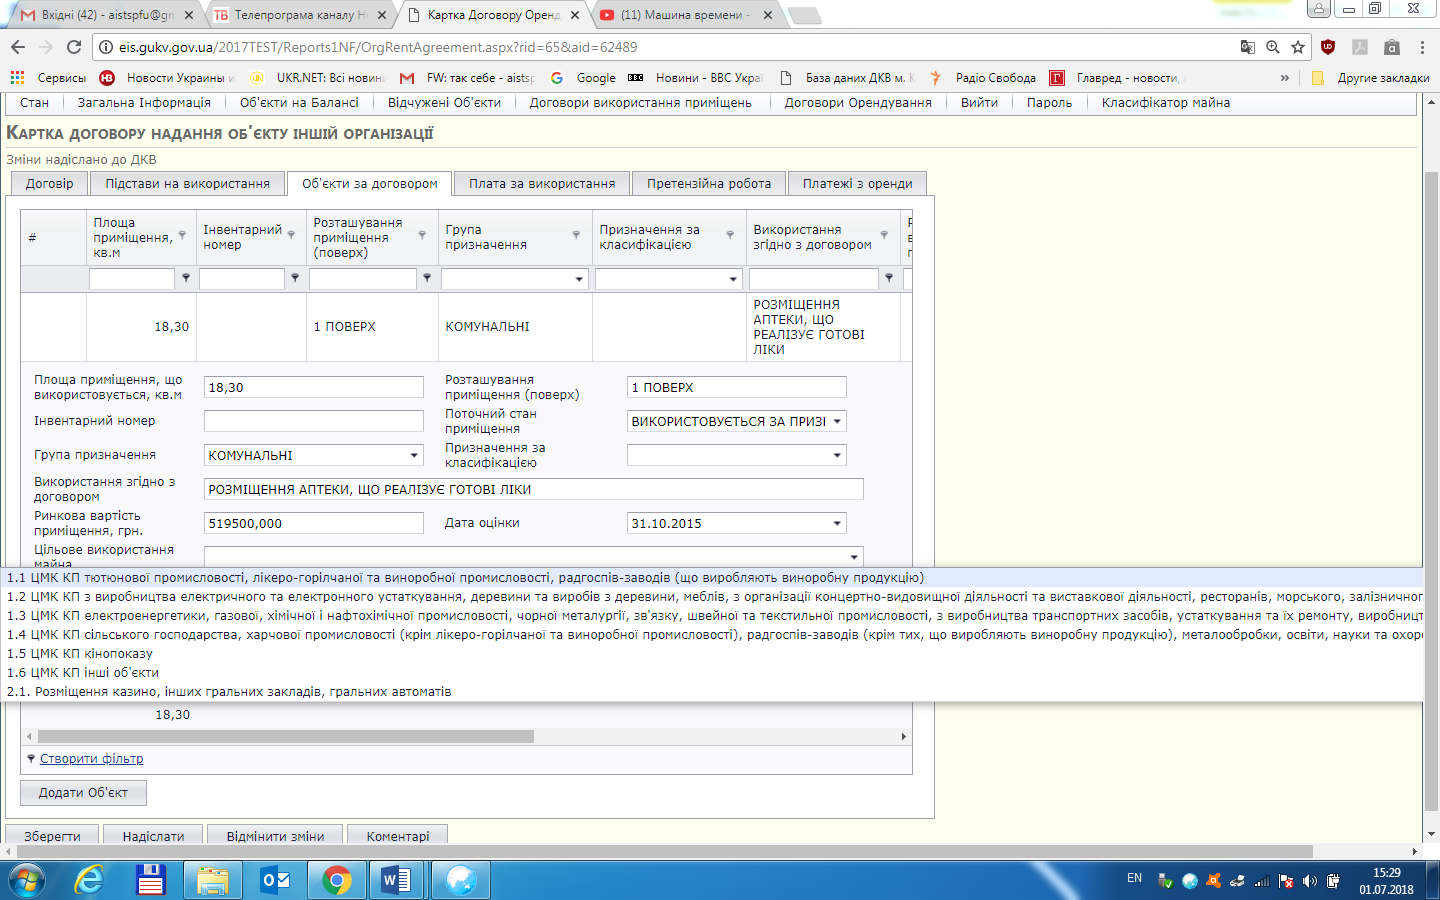 Вхідні (42) - aistspfu@gm
Телепрограма каналу Н
Картка Договору Оренд
(11) Машина времени -
eis.gukv.gov.ua/2017TEST/Reports1NF/OrgRentAgreement.aspx?rid=65&aid=62489
Сервисы
Новости Украины и
UKR.NET: Всі новин
FW: так себе - aistsp
Google
Новини - BBC Украї
База даних ДКВ м. К
Радіо Свобода
Главред - новости,
»
Другие закладки
Стан
Загальна Інформація
Об'єкти на Балансі
Відчужені Об'єкти
Договори використання приміщень
Договори Орендування
Вийти
Пароль
Класифікатор майна
Картка договору надання об'єкту іншій організації
Зміни надіслано до ДКВ
Договір
Підстави на використання
Об'єкти за договором
Плата за використання
Претензійна робота
Платежі з оренди
#
Площа приміщення, кв.м
Інвентарний номер
Розташування приміщення (поверх)
Група призначення
Призначення за класифікацією
Використання згідно з договором
18,30
1 ПОВЕРХ
КОМУНАЛЬНІ
РОЗМІЩЕННЯ
АПТЕКИ, ЩО
РЕАЛІЗУЄ ГОТОВІ
ЛІКИ
Площа приміщення, що використовується, кв.м
18,30
Розташування приміщення (поверх)
1 ПОВЕРХ
Інвентарний номер
Поточний стан приміщення
ВИКОРИСТОВУЄТЬСЯ ЗА ПРИЗІ
Група призначення
КОМУНАЛЬНІ
Призначення за класифікацією
Використання згідно з договором
РОЗМІЩЕННЯ АПТЕКИ, ЩО РЕАЛІЗУЄ ГОТОВІ ЛІКИ
Ринкова вартість приміщення, грн.
519500,000
Дата оцінки
31.10.2015
Цільове використання майна
1.1 ЦМК КП тютюнової промисловості, лікеро-горілчаної та виноробної промисловості, радгоспів-заводів (що виробляють виноробну продукцію)
1.2 ЦМК КП з виробництва електричного та електронного устаткування, деревини та виробів з деревини, меблів, з організації концертно-видовищної діяльності та виставкової діяльності, ресторанів, морського, залізничног
1.3 ЦМК КП електроенергетики, газової, хімічної і нафтохімічної промисловості, чорної металургії, зв'язку, швейної та текстильної промисловості, з виробництва транспортних засобів, устаткування та їх ремонту, виробницт
1.4 ЦМК КП сільського господарства, харчової промисловості (крім лікеро-горілчаної та виноробної промисловості), радгоспів-заводів (крім тих, що виробляють виноробну продукцію), металообробки, освіти, науки та охор
1.5 ЦМК КП кінопоказу
1.6 ЦМК КП інші об'єкти
2.1. Розміщення казино, інших гральних закладів, гральних автоматів
18,30
Створити фільтр
Додати Об'єкт
Зберегти
Надіслати
Відмінити зміни
Коментарі
EN
15:29
01.07.2018